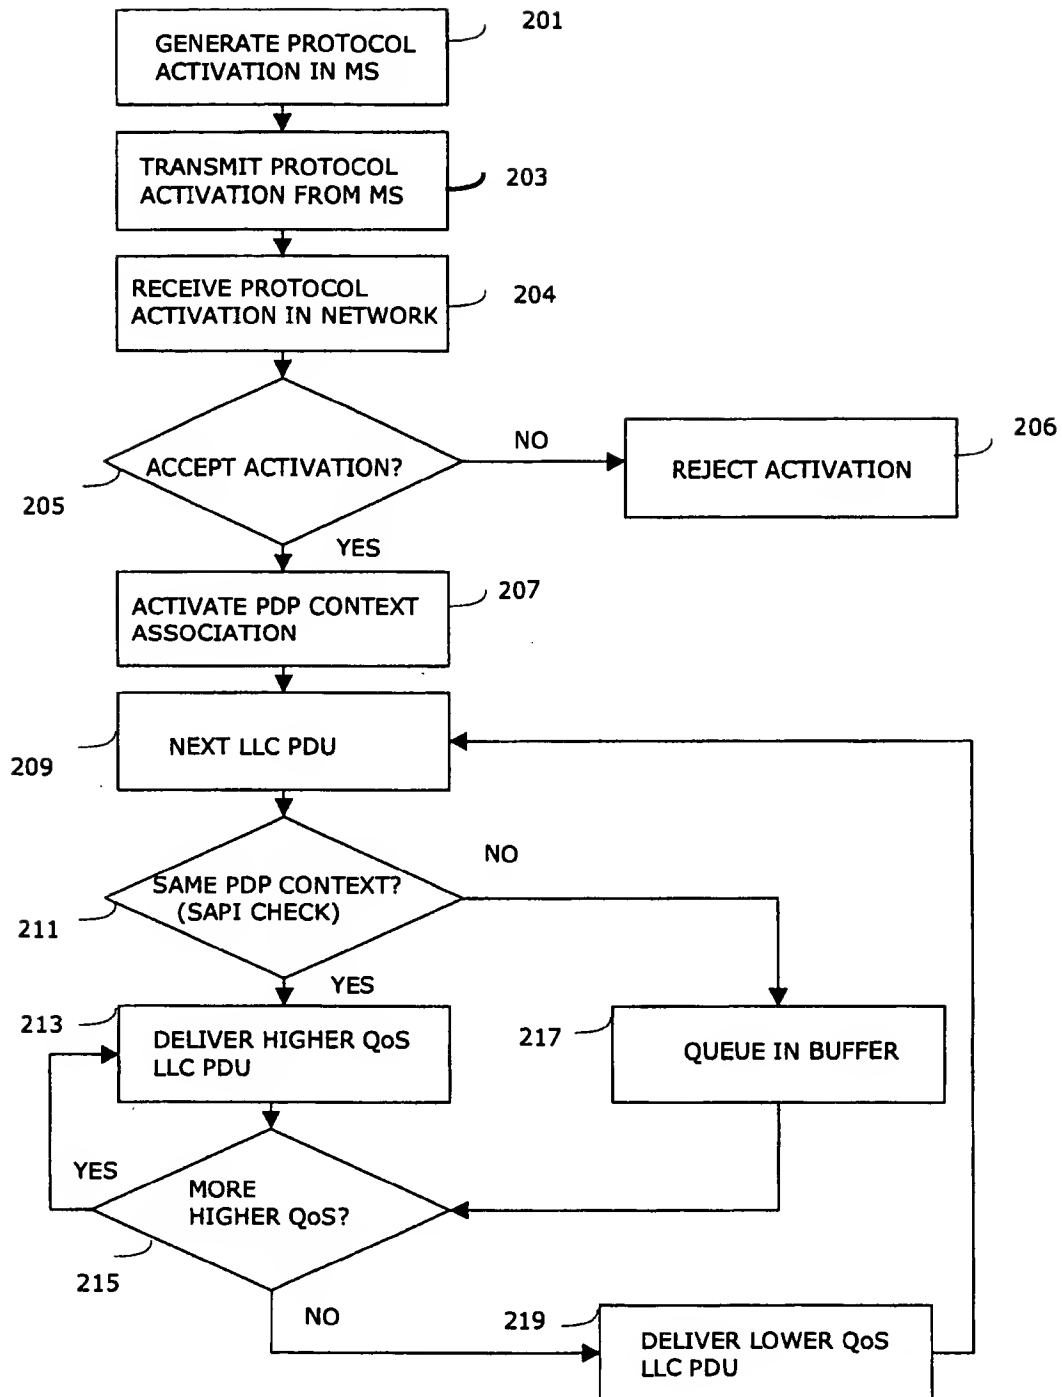 201
GENERATE PROTOCOL
ACTIVATION IN MS
TRANSMIT PROTOCOL
ACTIVATION FROM MS
203
RECEIVE PROTOCOL
ACTIVATION IN NETWORK
204
ACCEPT ACTIVATION?
205
NO
REJECT ACTIVATION
206
YES
ACTIVATE PDP CONTEXT
ASSOCIATION
207
NEXT LLC PDU
209
SAME PDP CONTEXT?
(SAPI CHECK)
211
NO
YES
213
DELIVER HIGHER QoS
LLC PDU
217
QUEUE IN BUFFER
YES
MORE
HIGHER QoS?
215
NO
219
DELIVER LOWER QoS
LLC PDU